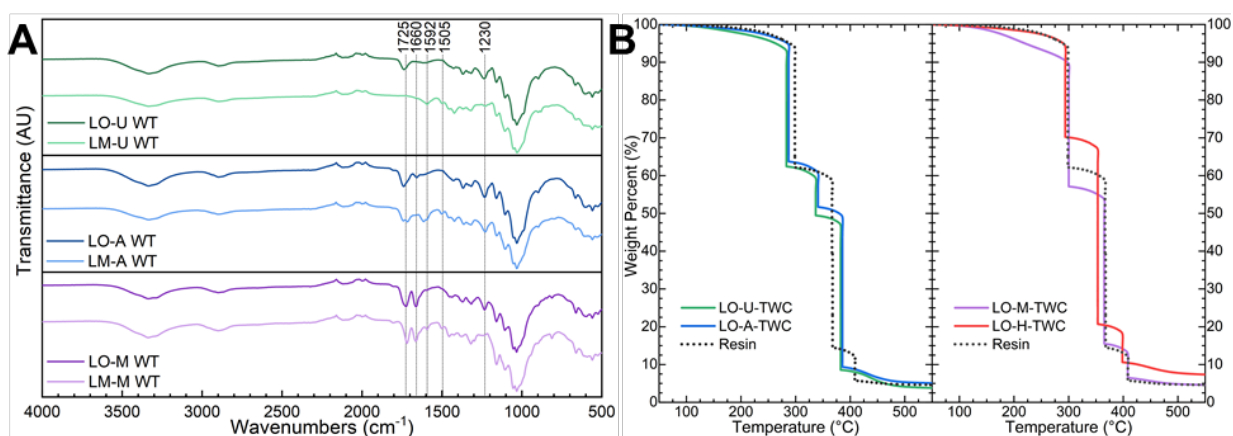 A
1725
1660
1592
1505
1230
LO-U WT
LM-U WT
LO-A WT
LM-A WT
LO-M WT
LM-M WT
Transmittance (AU)
4000 3500 3000 2500 2000 1500 1000 500
Wavenumbers (cm⁻¹)
B
100
90
80
70
60
50
40
30
20
10
0
Weight Percent (%)
LO-U-TWC
LO-A-TWC
Resin
100 200 300 400 500
Temperature (°C)
LO-M-TWC
LO-H-TWC
Resin
100 200 300 400 500
Temperature (°C)
100
90
80
70
60
50
40
30
20
10
0